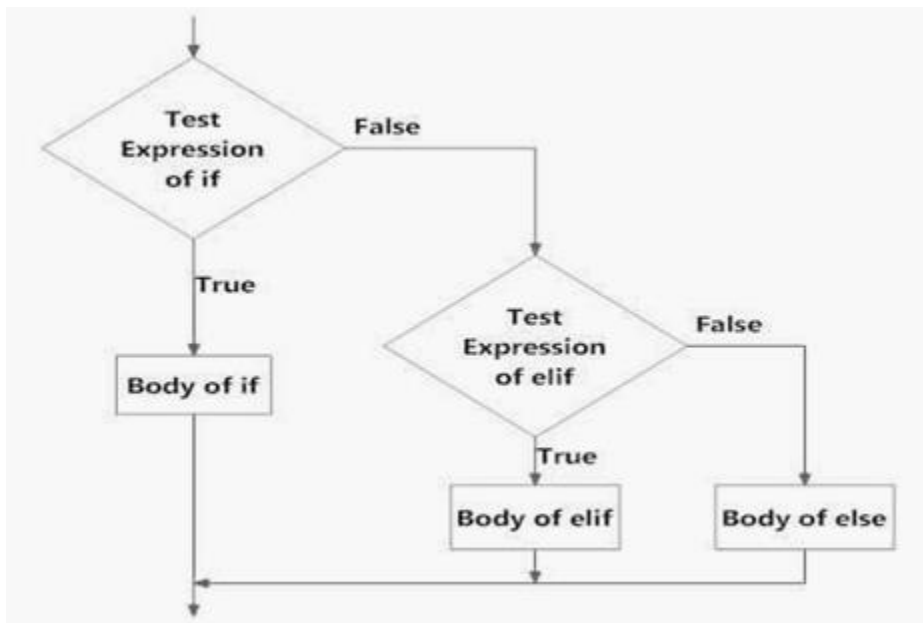 Test
Expression
of if
False
True
Body of if
Test
Expression
of elif
False
True
Body of elif
Body of else